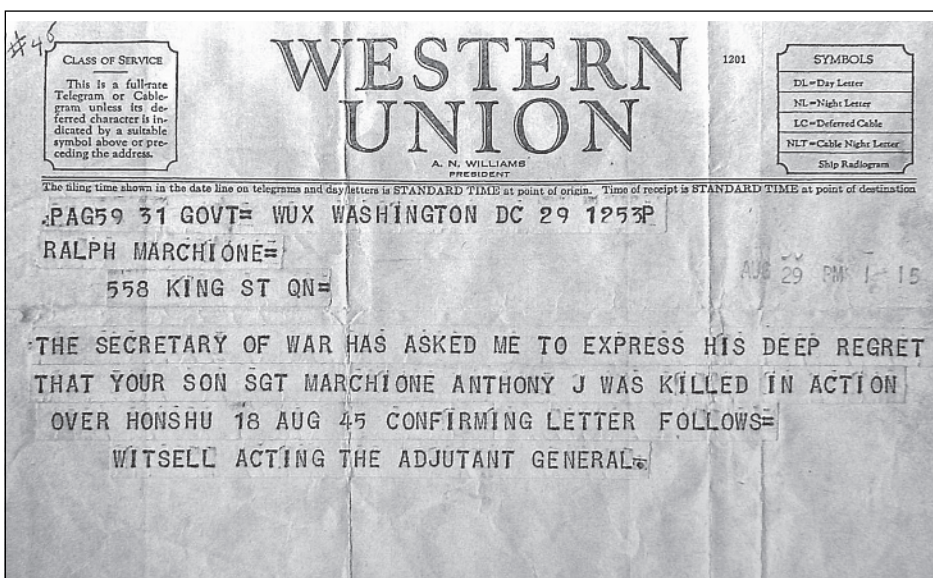 #45
CLASS OF SERVICE
This is a full-rate
Telegram or Cable-
gram unless its de-
ferred character is in-
dicated by a suitable
symbol above or pre-
ceding the address.
WESTERN
UNION
A. N. WILLIAMS
PRESIDENT
1201
SYMBOLS
DL=Day Letter
NL=Night Letter
LC=Deferred Cable
NLT=Cable Night Letter
Ship Radiogram
The filing time shown in the date line on telegrams and day letters is STANDARD TIME at point of origin. Time of receipt is STANDARD TIME at point of destination
PAG59 31 GOVT= WUX WASHINGTON DC 29 1253P
RALPH MARCHIONE=
558 KING ST QN=
AUG 29 PM 1 15
THE SECRETARY OF WAR HAS ASKED ME TO EXPRESS HIS DEEP REGRET
THAT YOUR SON SGT MARCHIONE ANTHONY J WAS KILLED IN ACTION
OVER HONSHU 18 AUG 45 CONFIRMING LETTER FOLLOWS=
WITSELL ACTING THE ADJUTANT GENERAL